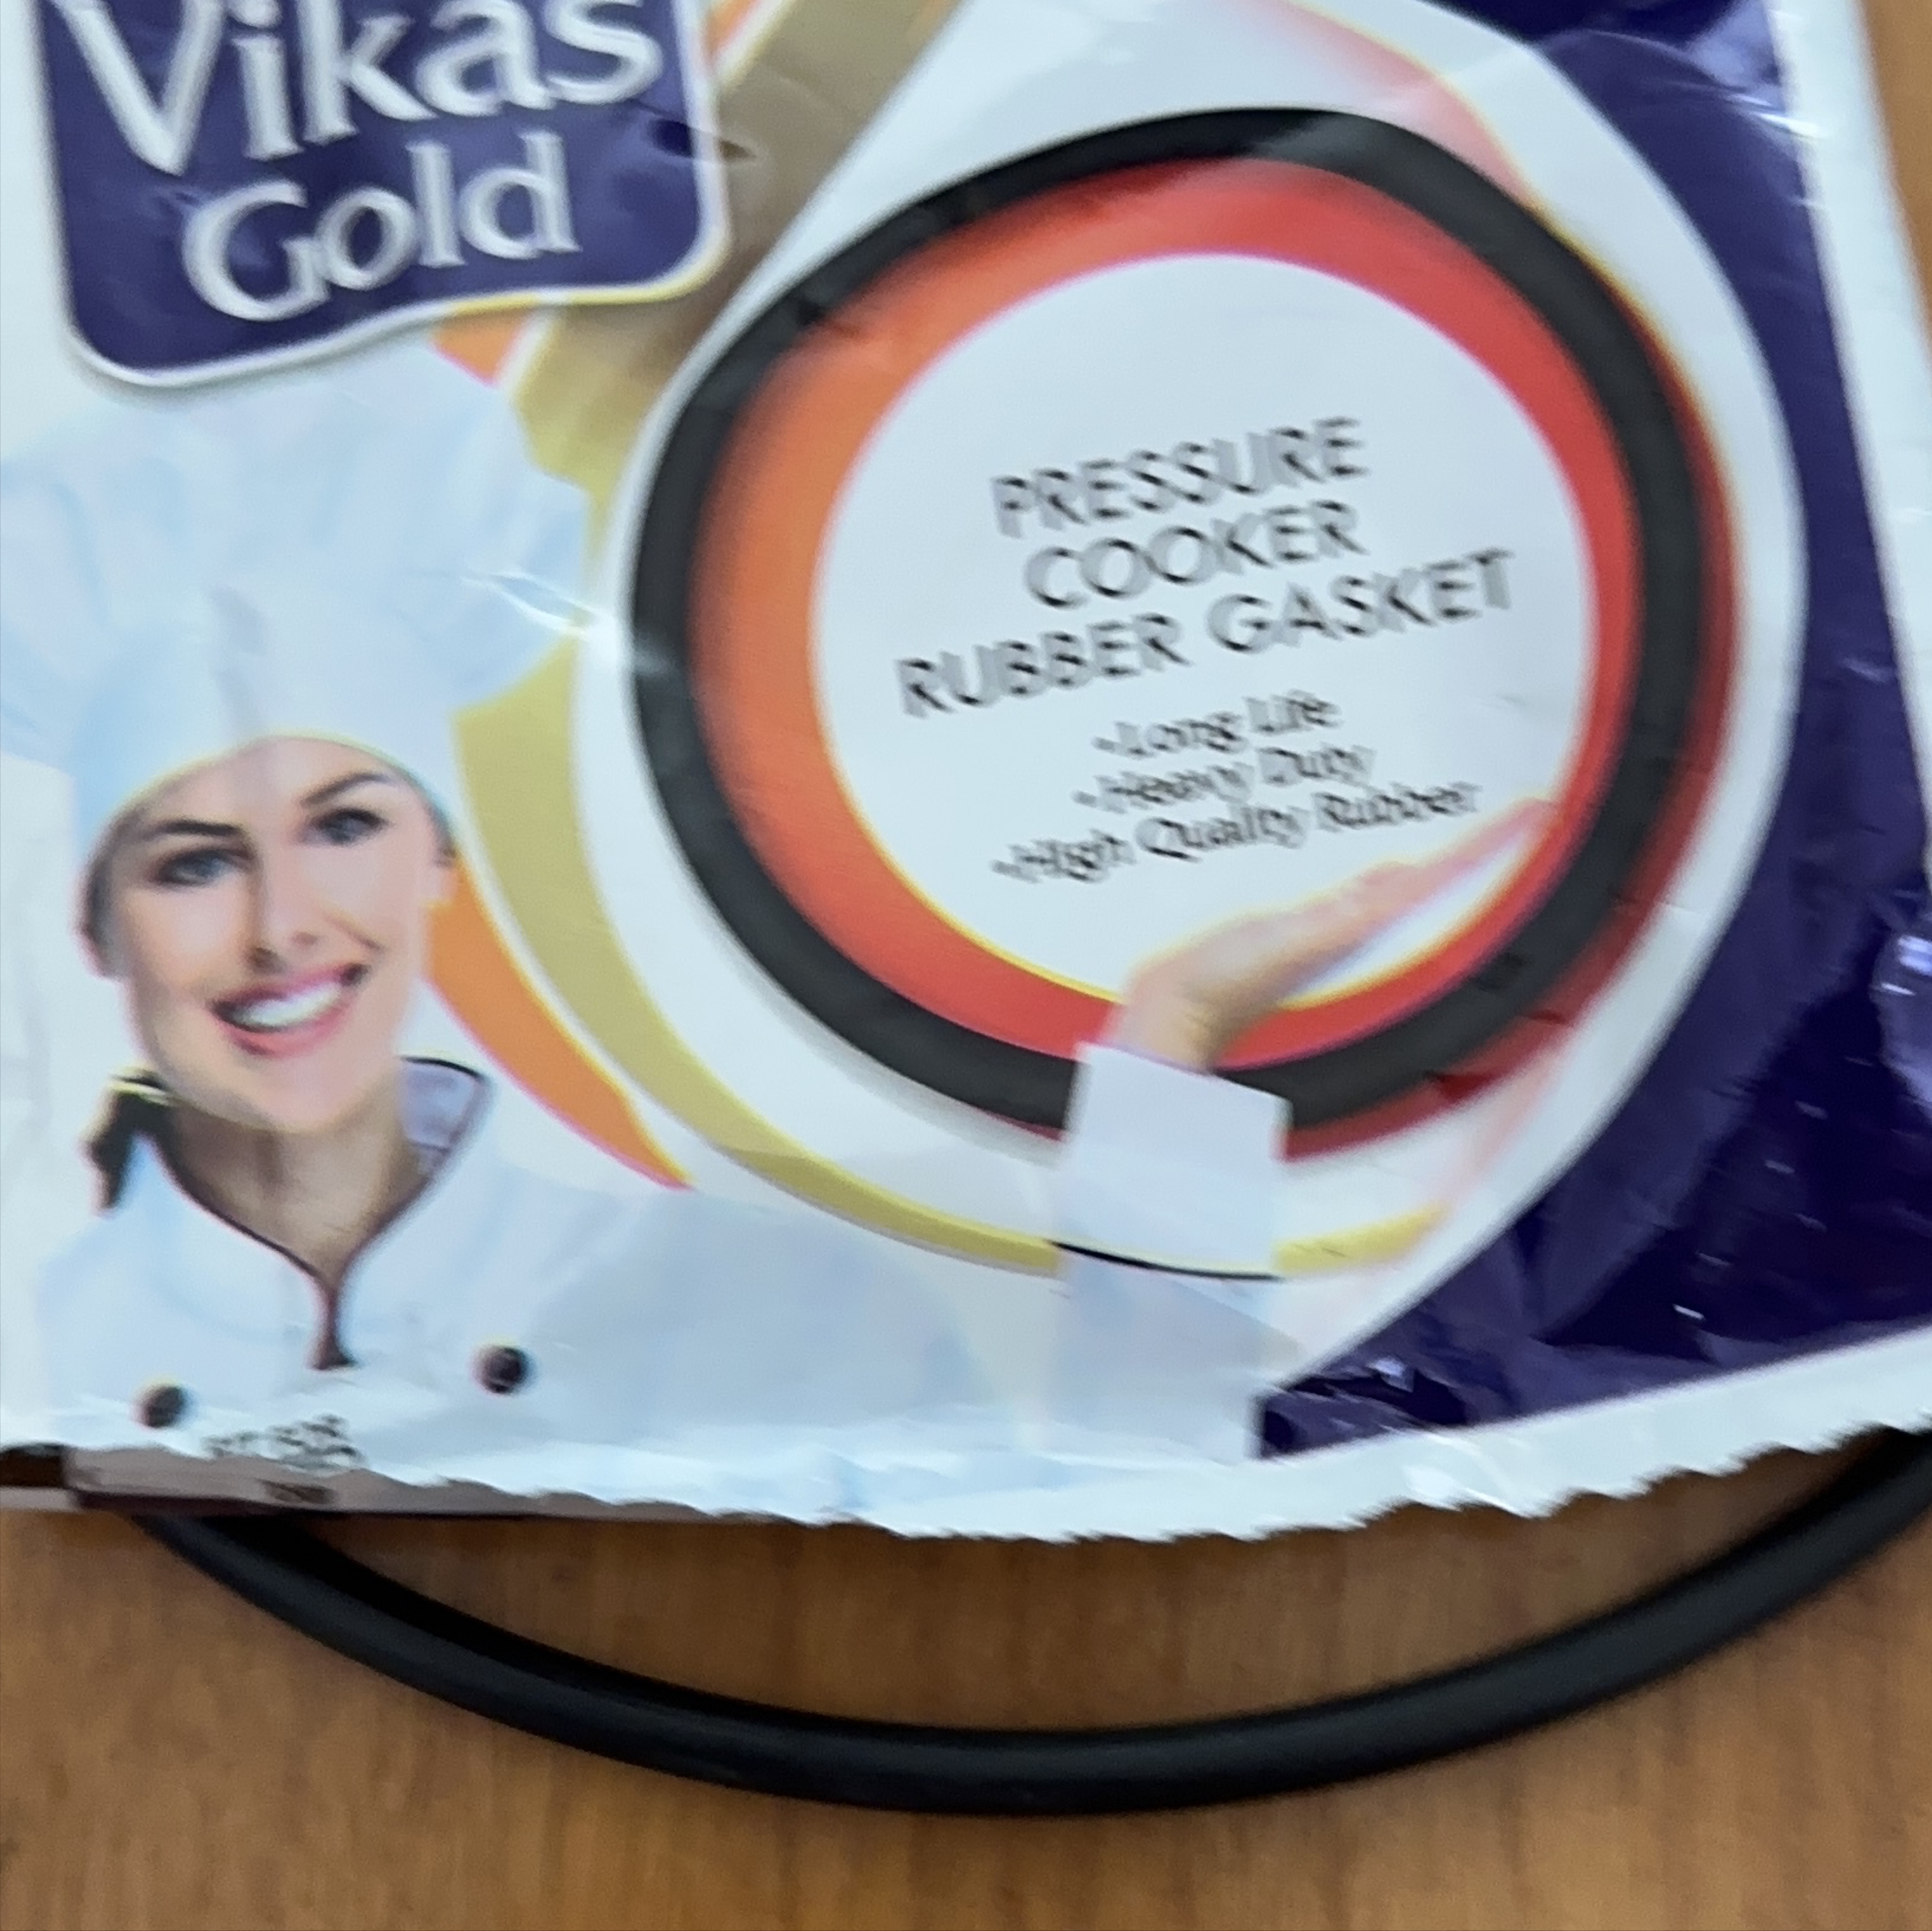 Vikas
Gold
PRESSURE
COOKER
RUBBER GASKET
•Long Life
•Heavy Duty
•High Quality Rubber